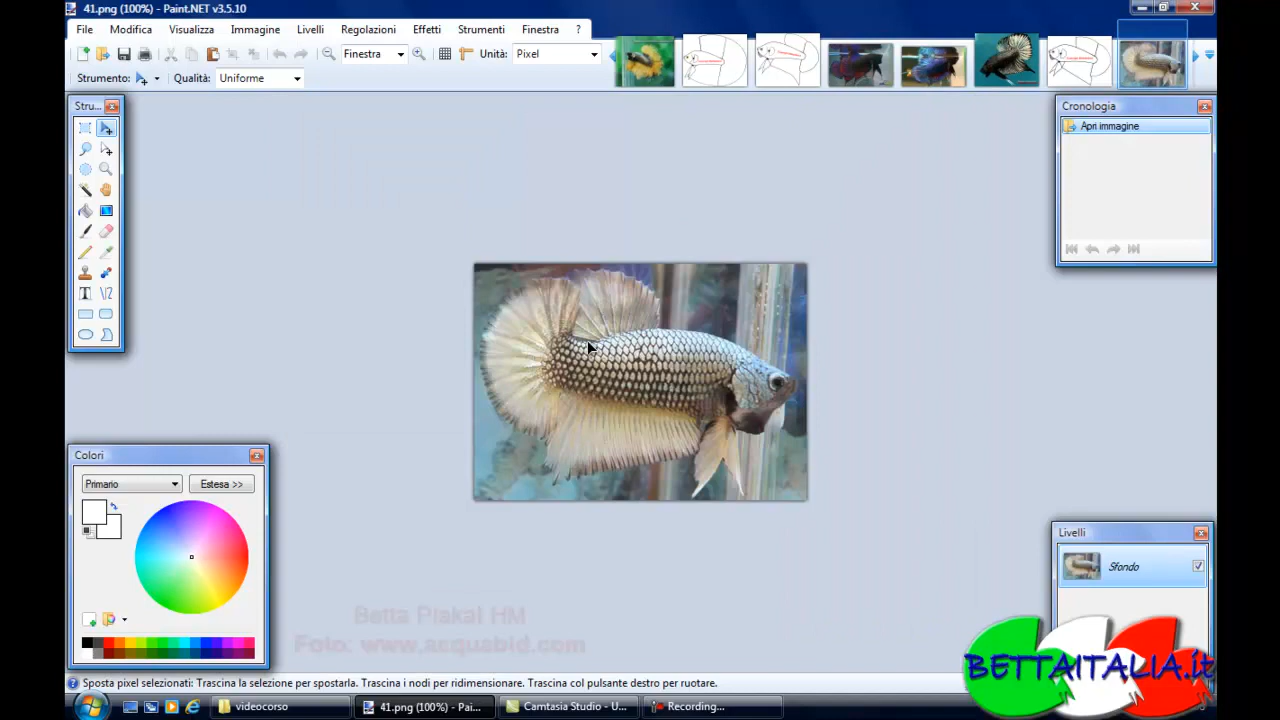 41.png (100%) - Paint.NET v3.5.10
File Modifica Visualizza Immagine Livelli Regolazioni Effetti Strumenti Finestra ?
Finestra Unità: Pixel
Strumento: Qualità: Uniforme
Stru...
Cronologia
Apri immagine
Colori
Primario Estesa >>
Livelli
Sfondo
Betta Plakat HM
Foto: www.acquabid.com
BETTAITALIA.it
Sposta pixel selezionati: Trascina la selezione per spostarla. Trascina i nodi per ridimensionare. Trascina col pulsante destro per ruotare.
videocorso 41.png (100%) - Pai... Camtasia Studio - U... Recording...